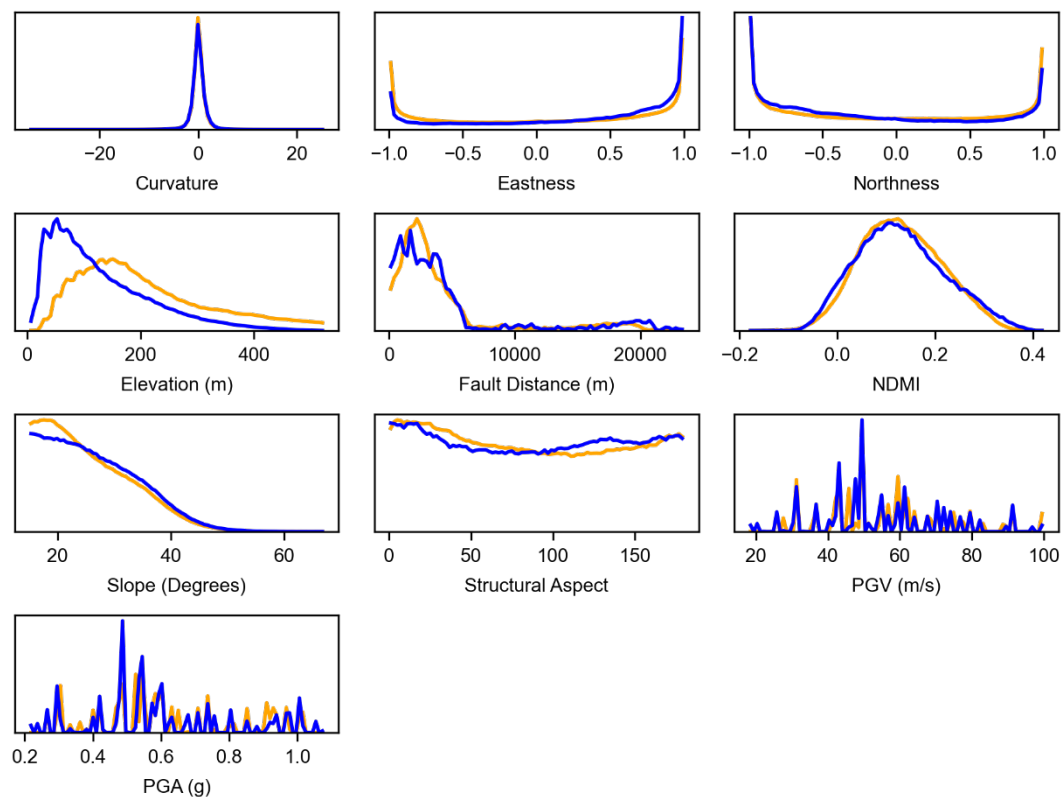 −20 0 20
Curvature
−1.0 −0.5 0.0 0.5 1.0
Eastness
−1.0 −0.5 0.0 0.5 1.0
Northness
0 200 400
Elevation (m)
0 10000 20000
Fault Distance (m)
−0.2 0.0 0.2 0.4
NDMI
20 40 60
Slope (Degrees)
0 50 100 150
Structural Aspect
20 40 60 80 100
PGV (m/s)
0.2 0.4 0.6 0.8 1.0
PGA (g)